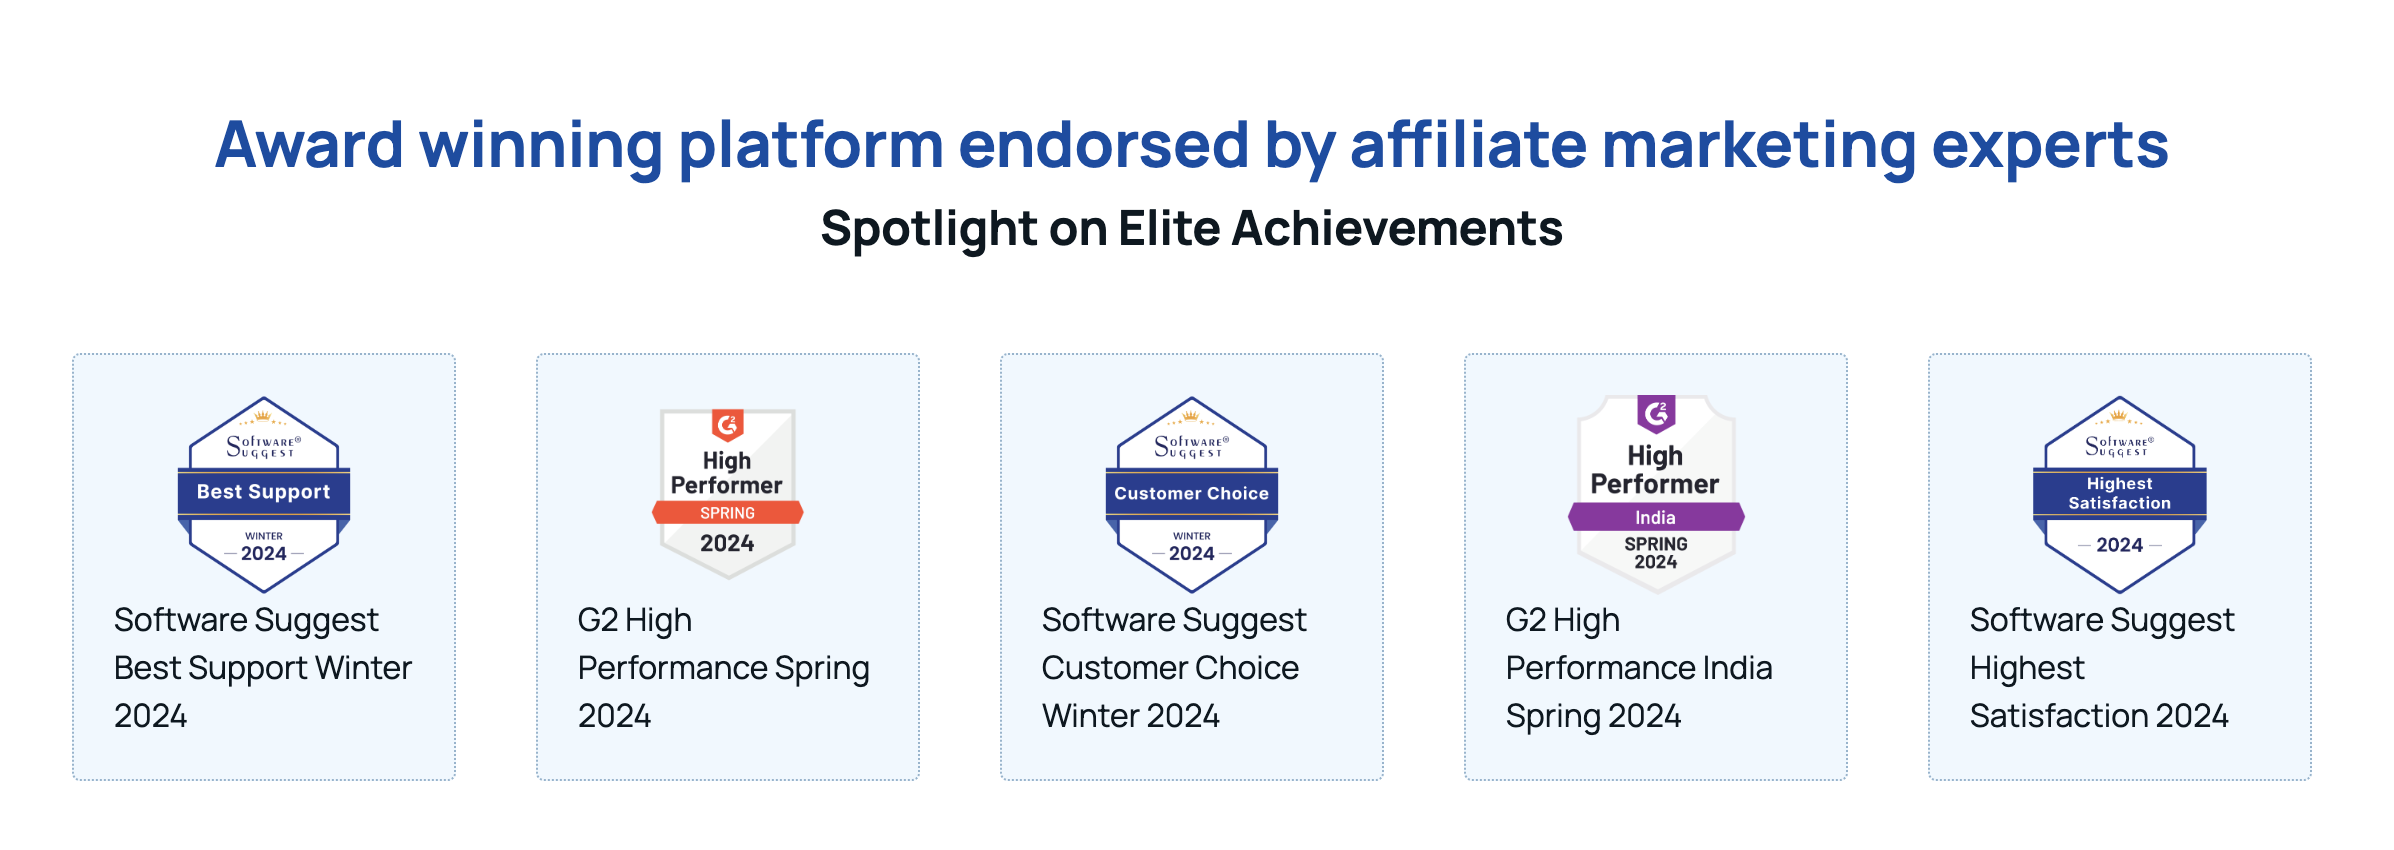 Award winning platform endorsed by affiliate marketing experts
Spotlight on Elite Achievements
Software®
Suggest
Best Support
WINTER
2024
Software Suggest
Best Support Winter
2024
G2
High
Performer
SPRING
2024
G2 High
Performance Spring
2024
Software®
Suggest
Customer Choice
WINTER
2024
Software Suggest
Customer Choice
Winter 2024
G2
High
Performer
India
SPRING
2024
G2 High
Performance India
Spring 2024
Software®
Suggest
Highest
Satisfaction
2024
Software Suggest
Highest
Satisfaction 2024